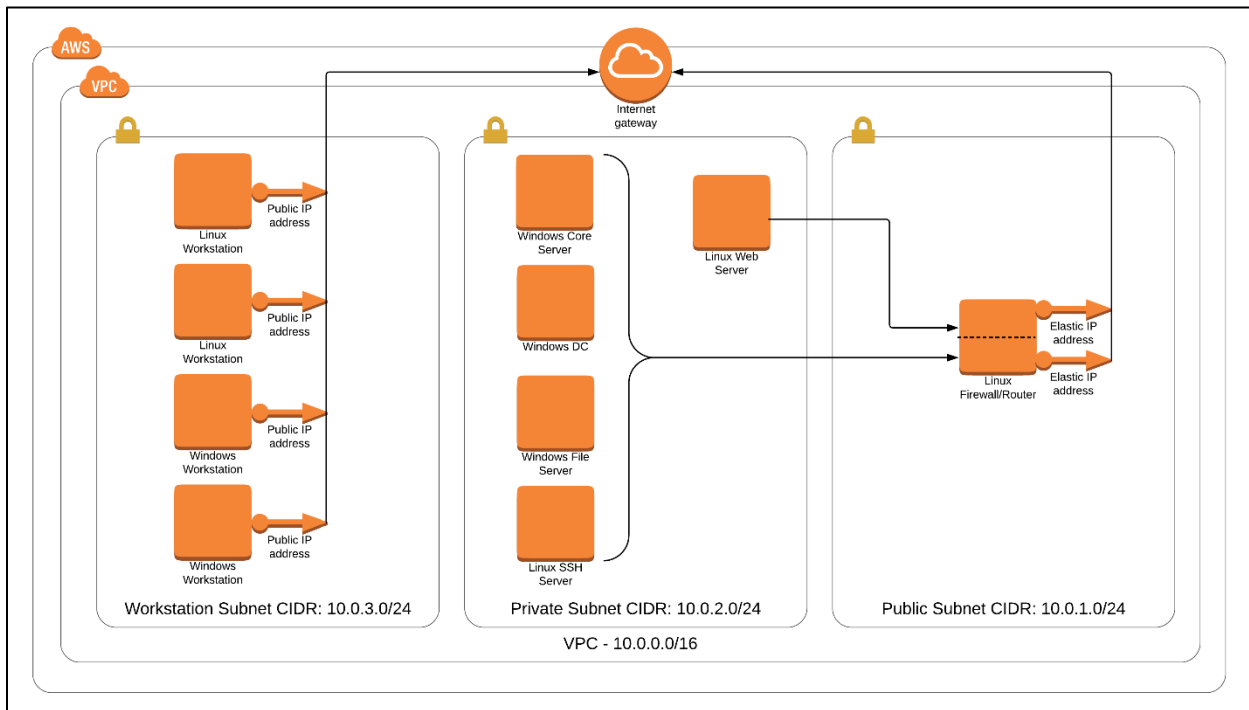 AWS
VPC
Internet
gateway
Public IP
address
Linux
Workstation
Public IP
address
Linux
Workstation
Public IP
address
Windows
Workstation
Public IP
address
Windows
Workstation
Workstation Subnet CIDR: 10.0.3.0/24
Windows Core
Server
Windows DC
Windows File
Server
Linux SSH
Server
Linux Web
Server
Private Subnet CIDR: 10.0.2.0/24
Elastic IP
address
Elastic IP
address
Linux
Firewall/Router
Public Subnet CIDR: 10.0.1.0/24
VPC - 10.0.0.0/16